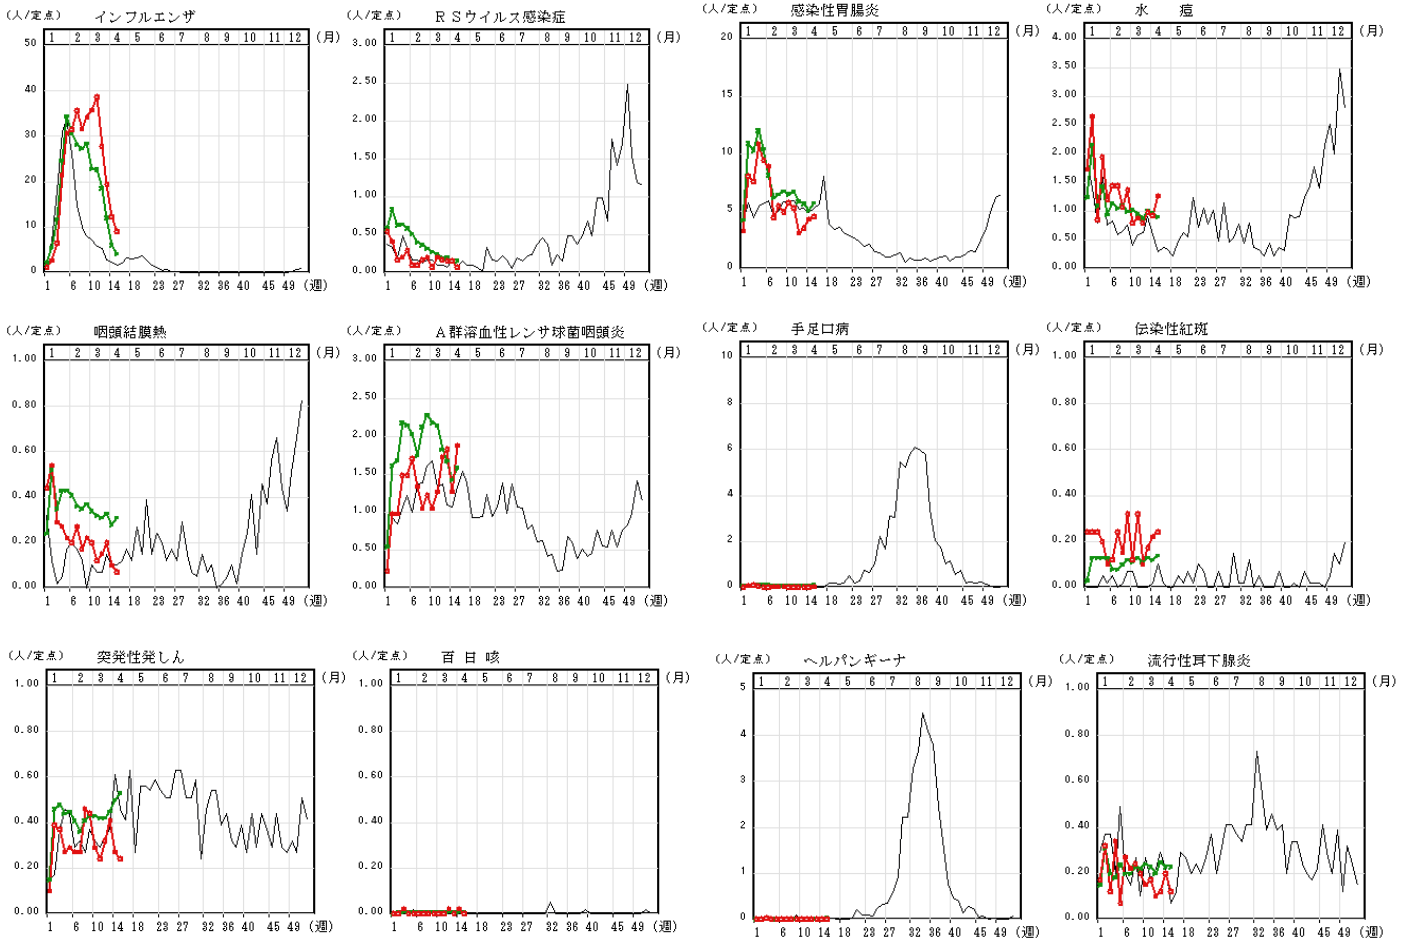 (人/定点) インフルエンザ
1 2 3 4 5 6 7 8 9 10 11 12 (月)
50
40
30
20
10
0
1 6 10 14 18 23 27 32 36 40 45 49 (週)
(人/定点) ＲＳウイルス感染症
1 2 3 4 5 6 7 8 9 10 11 12 (月)
3.00
2.50
2.00
1.50
1.00
0.50
0.00
1 6 10 14 18 23 27 32 36 40 45 49 (週)
(人/定点) 感染性胃腸炎
1 2 3 4 5 6 7 8 9 10 11 12 (月)
20
15
10
5
0
1 6 10 14 18 23 27 32 36 40 45 49 (週)
(人/定点) 水 痘
1 2 3 4 5 6 7 8 9 10 11 12 (月)
4.00
3.50
3.00
2.50
2.00
1.50
1.00
0.50
0.00
1 6 10 14 18 23 27 32 36 40 45 49 (週)
(人/定点) 咽頭結膜熱
1 2 3 4 5 6 7 8 9 10 11 12 (月)
1.00
0.80
0.60
0.40
0.20
0.00
1 6 10 14 18 23 27 32 36 40 45 49 (週)
(人/定点) Ａ群溶血性レンサ球菌咽頭炎
1 2 3 4 5 6 7 8 9 10 11 12 (月)
3.00
2.50
2.00
1.50
1.00
0.50
0.00
1 6 10 14 18 23 27 32 36 40 45 49 (週)
(人/定点) 手足口病
1 2 3 4 5 6 7 8 9 10 11 12 (月)
10
8
6
4
2
0
1 6 10 14 18 23 27 32 36 40 45 49 (週)
(人/定点) 伝染性紅斑
1 2 3 4 5 6 7 8 9 10 11 12 (月)
1.00
0.80
0.60
0.40
0.20
0.00
1 6 10 14 18 23 27 32 36 40 45 49 (週)
(人/定点) 突発性発しん
1 2 3 4 5 6 7 8 9 10 11 12 (月)
1.00
0.80
0.60
0.40
0.20
0.00
1 6 10 14 18 23 27 32 36 40 45 49 (週)
(人/定点) 百 日 咳
1 2 3 4 5 6 7 8 9 10 11 12 (月)
1.00
0.80
0.60
0.40
0.20
0.00
1 6 10 14 18 23 27 32 36 40 45 49 (週)
(人/定点) ヘルパンギーナ
1 2 3 4 5 6 7 8 9 10 11 12 (月)
5
4
3
2
1
0
1 6 10 14 18 23 27 32 36 40 45 49 (週)
(人/定点) 流行性耳下腺炎
1 2 3 4 5 6 7 8 9 10 11 12 (月)
1.00
0.80
0.60
0.40
0.20
0.00
1 6 10 14 18 23 27 32 36 40 45 49 (週)